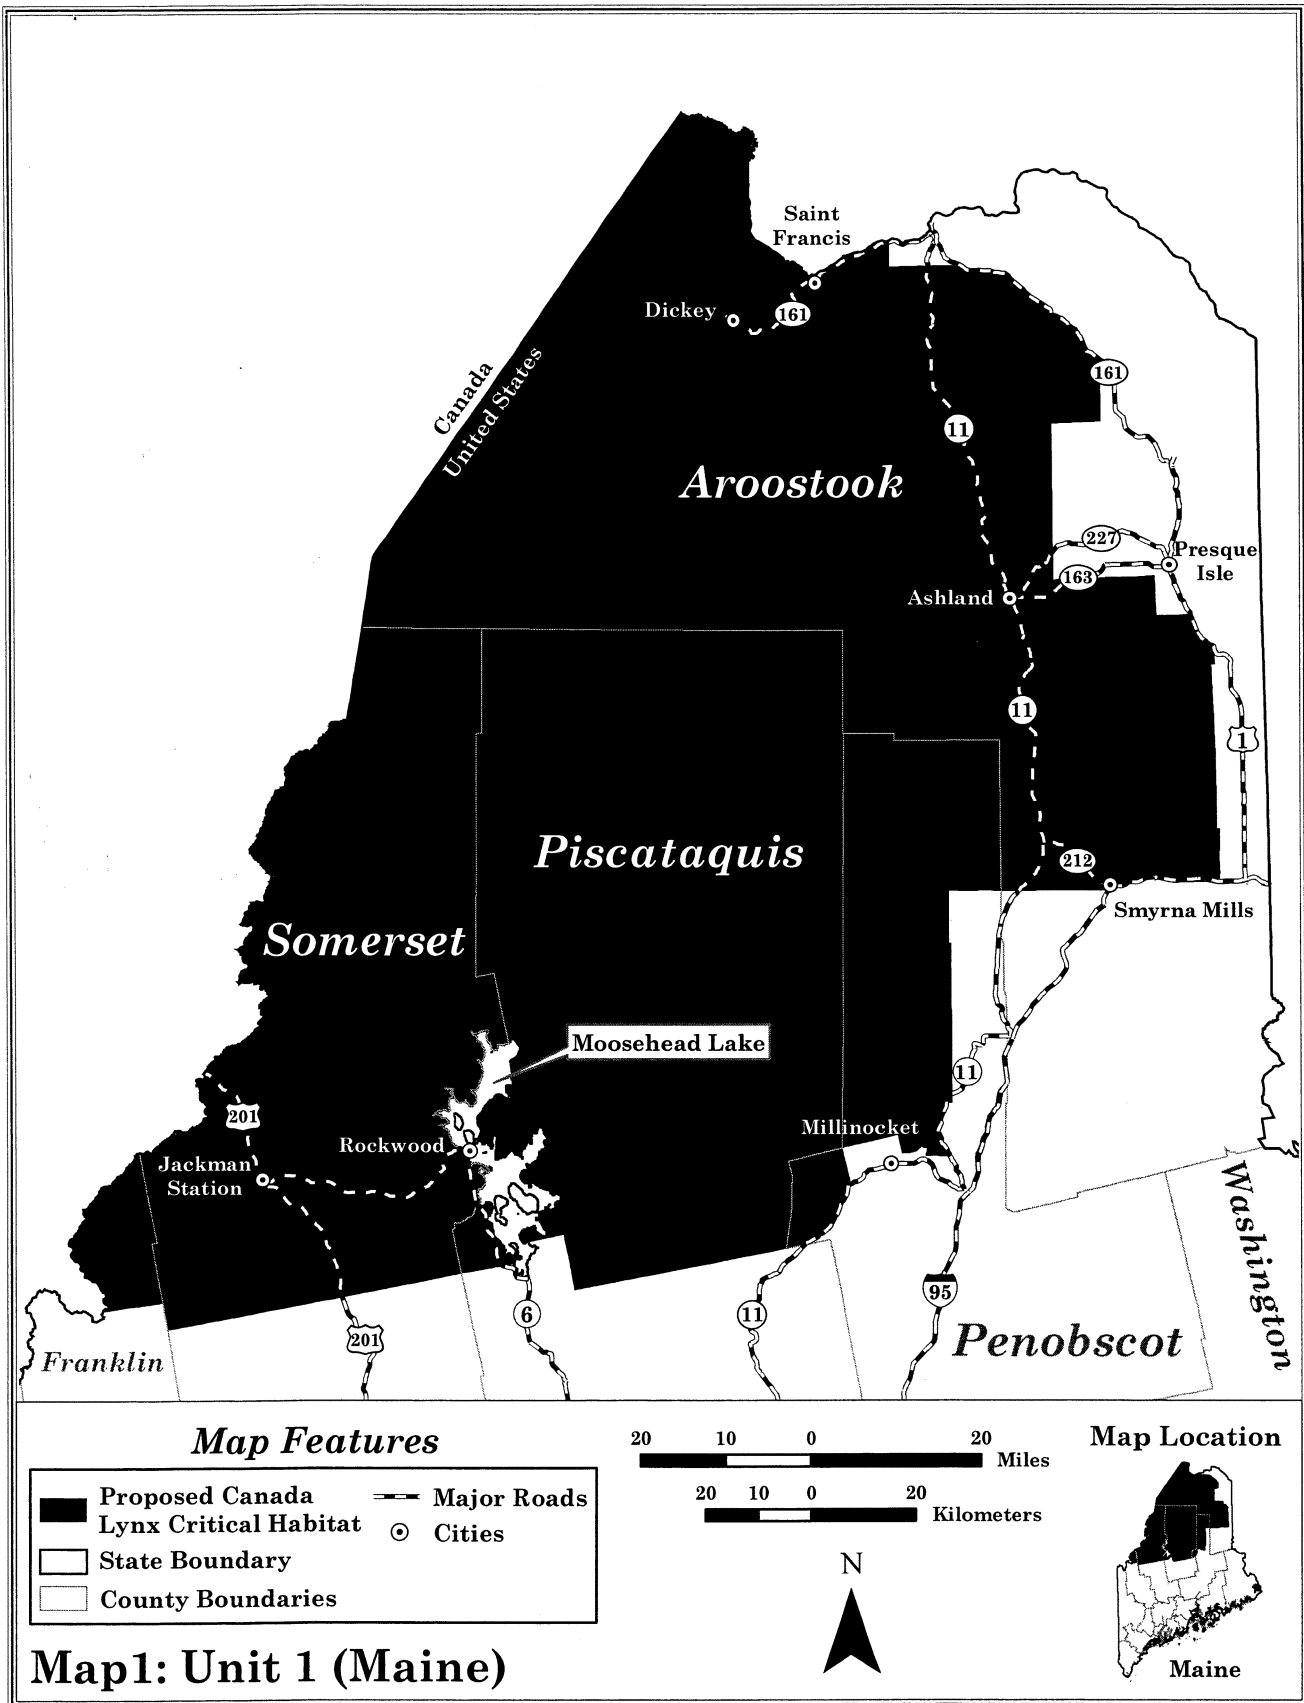 Saint
Francis
Dickey
161
Canada
United States
161
11
Aroostook
227
Presque
Isle
163
Ashland
11
1
Piscataquis
212
Smyrna Mills
Somerset
Moosehead Lake
11
201
Millinocket
Rockwood
Jackman
Station
Washington
95
6
11
201
Penobscot
Franklin
Map Features
Proposed Canada
Lynx Critical Habitat
State Boundary
County Boundaries
Major Roads
Cities
20 10 0 20
Miles
20 10 0 20
Kilometers
N
Map Location
Maine
Map1: Unit 1 (Maine)